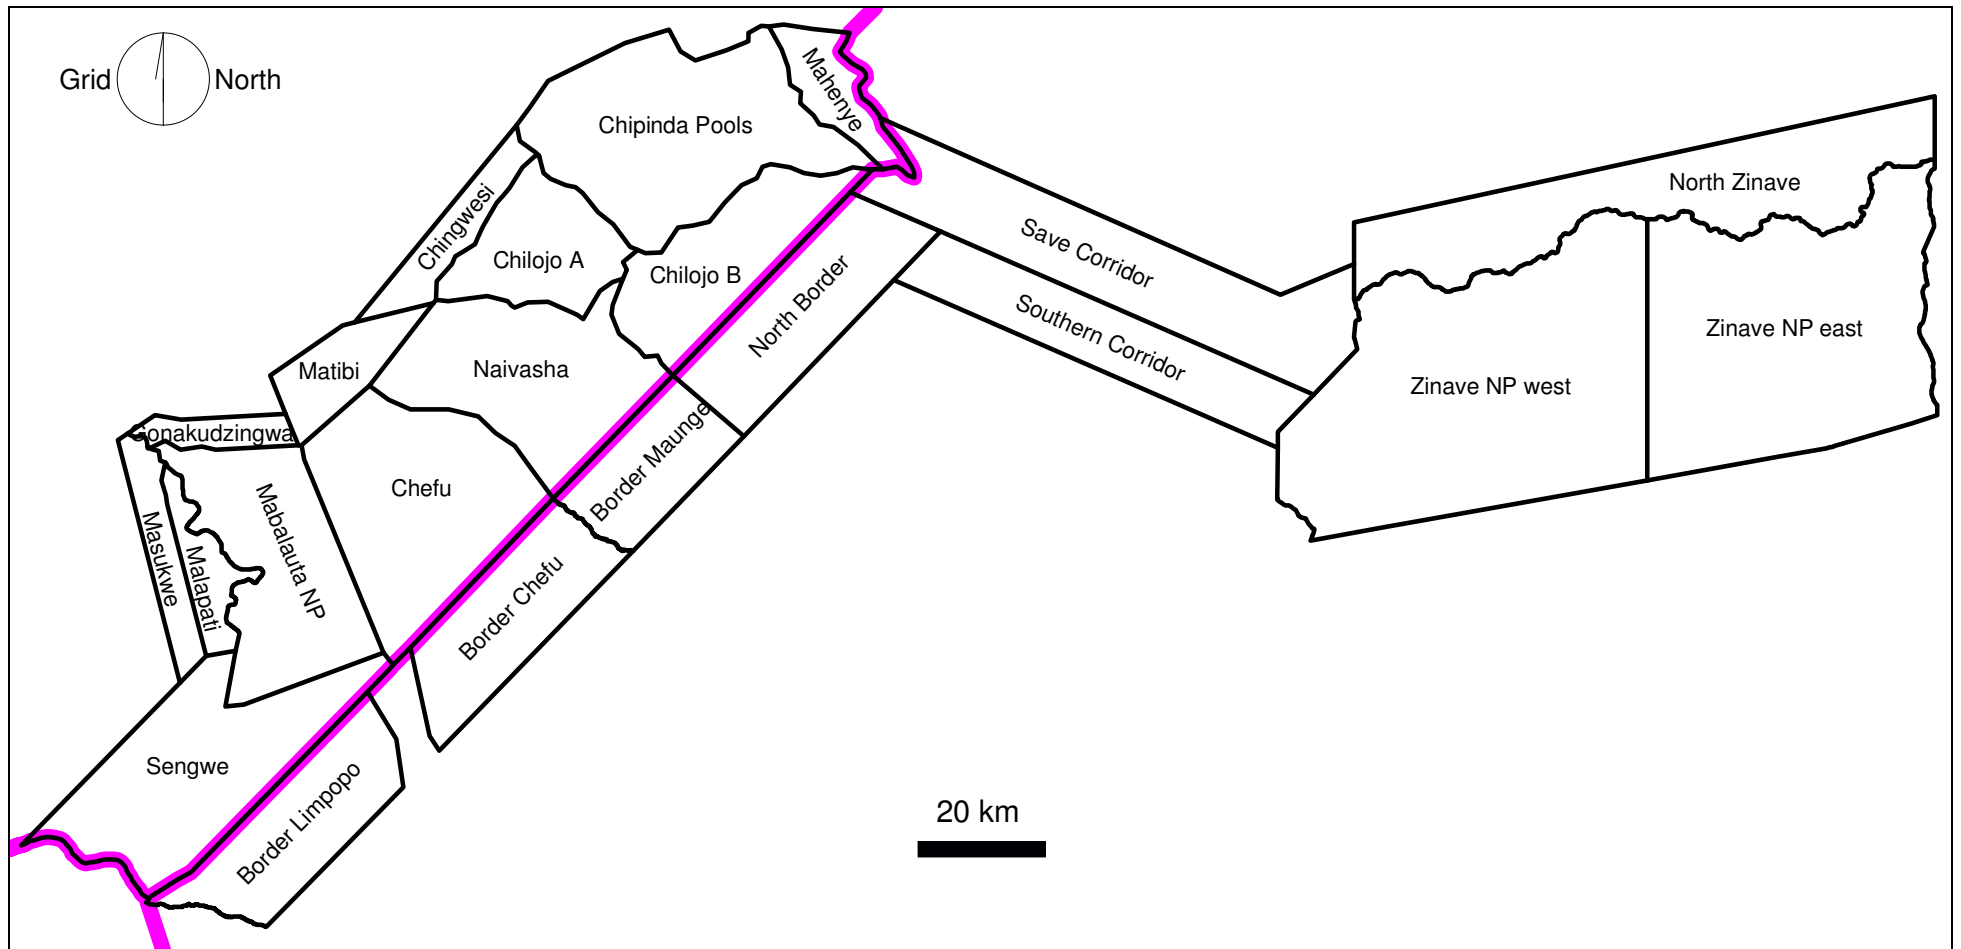 Grid North
Mahenye
Chipinda Pools
North Zinave
Chingwesi
Save Corridor
Chilojo A
Chilojo B
North Border
Southern Corridor
Zinave NP east
Matibi
Naivasha
Zinave NP west
Gonakudzingwa
Border Maunge
Chefu
Masukwe
Malapati
Mabalauta NP
Border Chefu
Sengwe
Border Limpopo
20 km